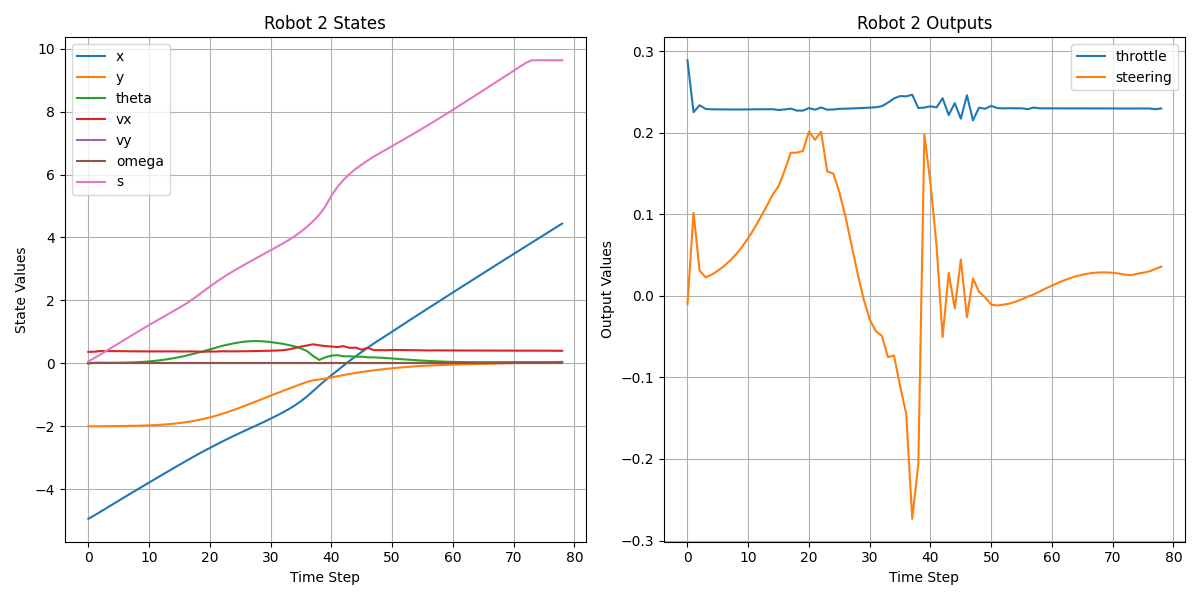 Robot 2 States
10
8
6
4
2
0
−2
−4
State Values
x
y
theta
vx
vy
omega
s
0 10 20 30 40 50 60 70 80
Time Step
Robot 2 Outputs
0.3
0.2
0.1
0.0
−0.1
−0.2
−0.3
Output Values
throttle
steering
0 10 20 30 40 50 60 70 80
Time Step